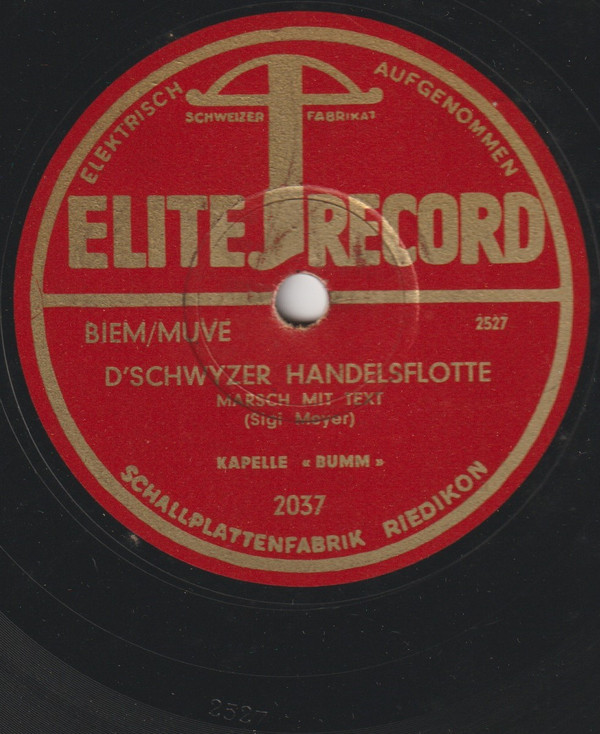 ELEKTRISCH AUFGENOMMEN
SCHWEIZER FABRIKAT
ELITE RECORD
BIEM/MUVE 2527
D'SCHWYZER HANDELSFLOTTE
MARSCH MIT TEXT
(Sigi Meyer)
KAPELLE « BUMM »
2037
SCHALLPLATTENFABRIK RIEDIKON
2527